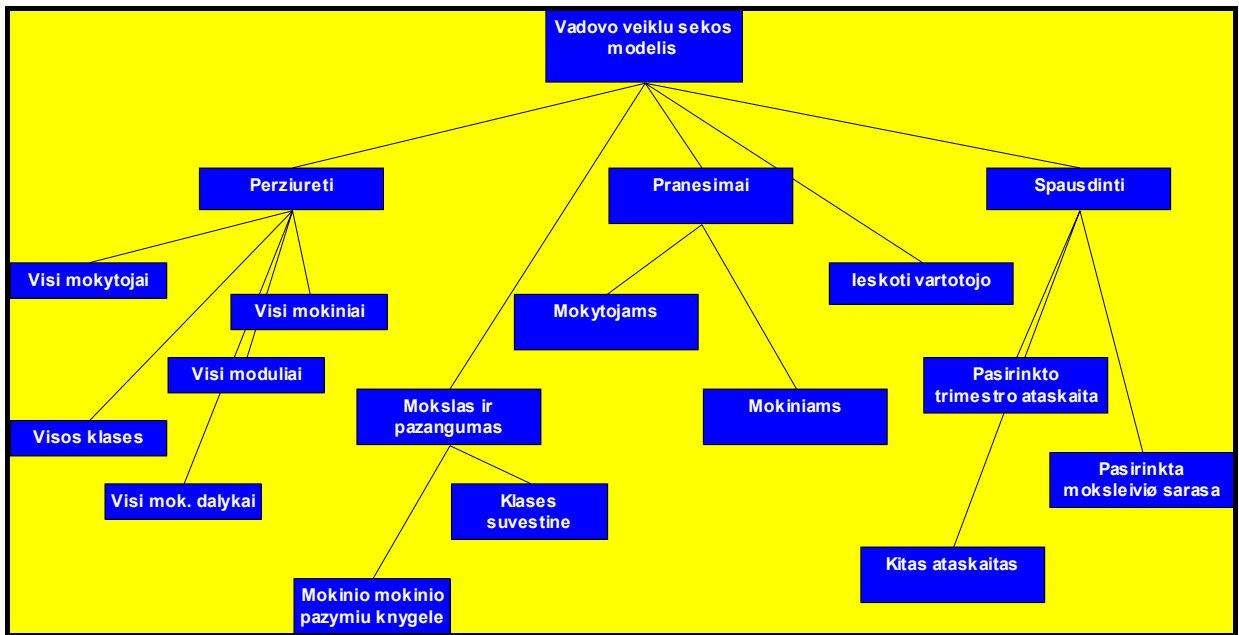 Vadovo veiklu sekos
modelis
Perziureti
Pranesimai
Spausdinti
Visi mokytojai
Ieskoti vartotojo
Visi mokiniai
Mokytojams
Visi moduliai
Pasirinkto
trimestro ataskaita
Mokslas ir
pazangumas
Mokiniams
Visos klases
Pasirinkta
moksleiviø sarasa
Visi mok. dalykai
Klases
suvestine
Kitas ataskaitas
Mokinio mokinio
pazymiu knygele